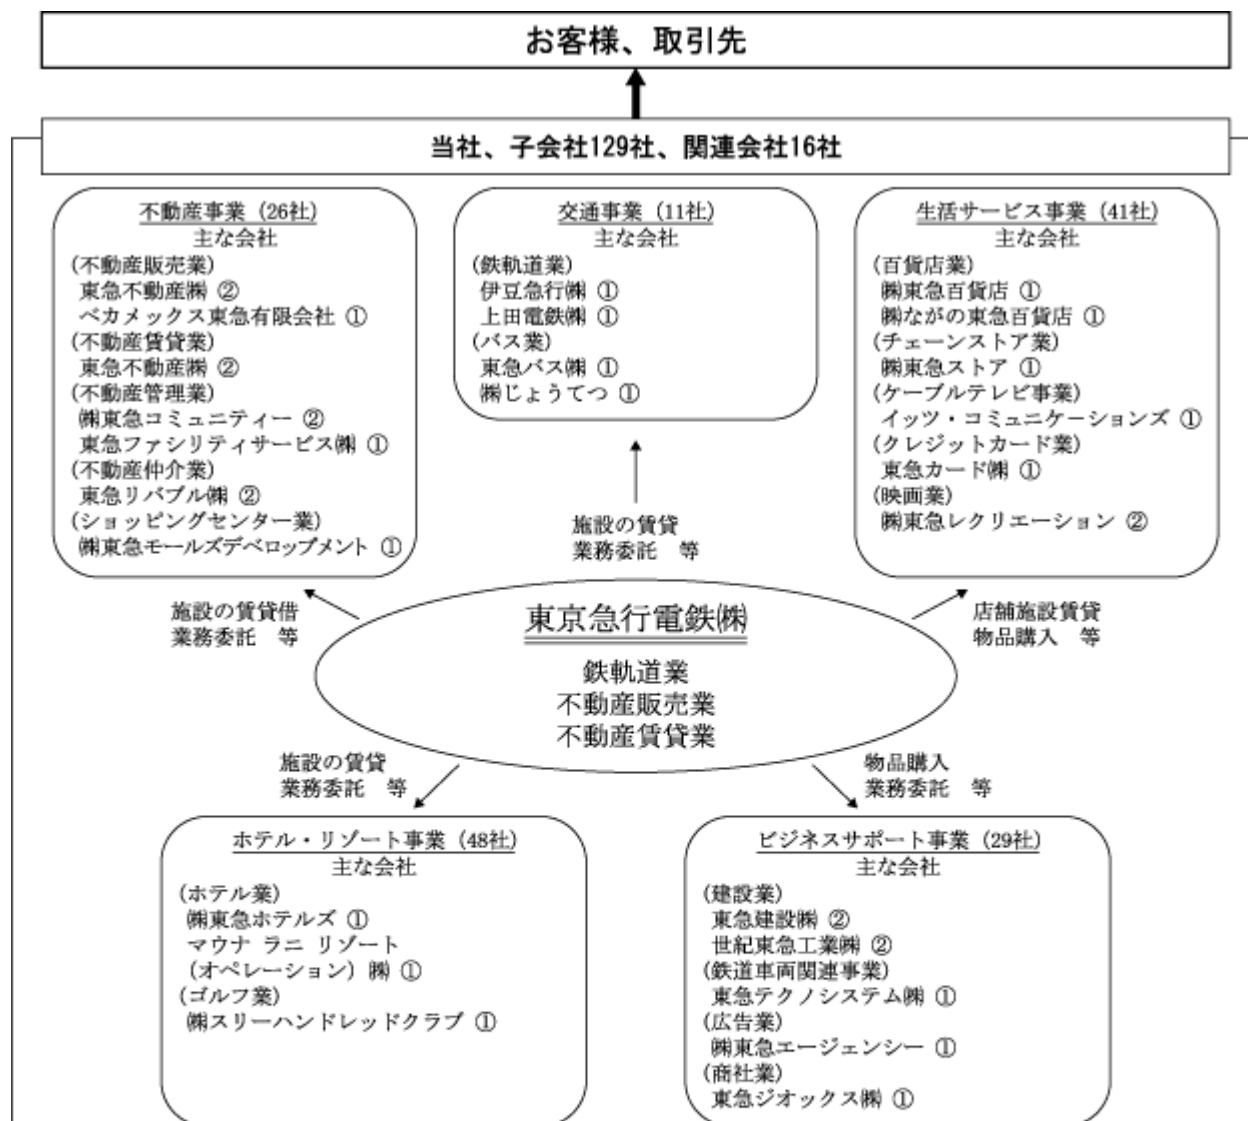 お客様、取引先
当社、子会社129社、関連会社16社
不動産事業 (26社)
主な会社
(不動産販売業)
東急不動産㈱ ②
ベカメックス東急有限会社 ①
(不動産賃貸業)
東急不動産㈱ ②
(不動産管理業)
㈱東急コミュニティー ②
東急ファシリティサービス㈱ ①
(不動産仲介業)
東急リバブル㈱ ②
(ショッピングセンター業)
㈱東急モールズデベロップメント ①
交通事業 (11社)
主な会社
(鉄軌道業)
伊豆急行㈱ ①
上田電鉄㈱ ①
(バス業)
東急バス㈱ ①
㈱じょうてつ ①
生活サービス事業 (41社)
主な会社
(百貨店業)
㈱東急百貨店 ①
㈱ながの東急百貨店 ①
(チェーンストア業)
㈱東急ストア ①
(ケーブルテレビ事業)
イッツ・コミュニケーションズ ①
(クレジットカード業)
東急カード㈱ ①
(映画業)
㈱東急レクリエーション ②
施設の賃貸
業務委託 等
施設の賃貸借
業務委託 等
店舗施設賃貸
物品購入 等
東京急行電鉄㈱
鉄軌道業
不動産販売業
不動産賃貸業
施設の賃貸
業務委託 等
物品購入
業務委託 等
ホテル・リゾート事業 (48社)
主な会社
(ホテル業)
㈱東急ホテルズ ①
マウナ ラニ リゾート
(オペレーション) ㈱ ①
(ゴルフ業)
㈱スリーハンドレッドクラブ ①
ビジネスサポート事業 (29社)
主な会社
(建設業)
東急建設㈱ ②
世紀東急工業㈱ ②
(鉄道車両関連事業)
東急テクノシステム㈱ ①
(広告業)
㈱東急エージェンシー ①
(商社業)
東急ジオックス㈱ ①